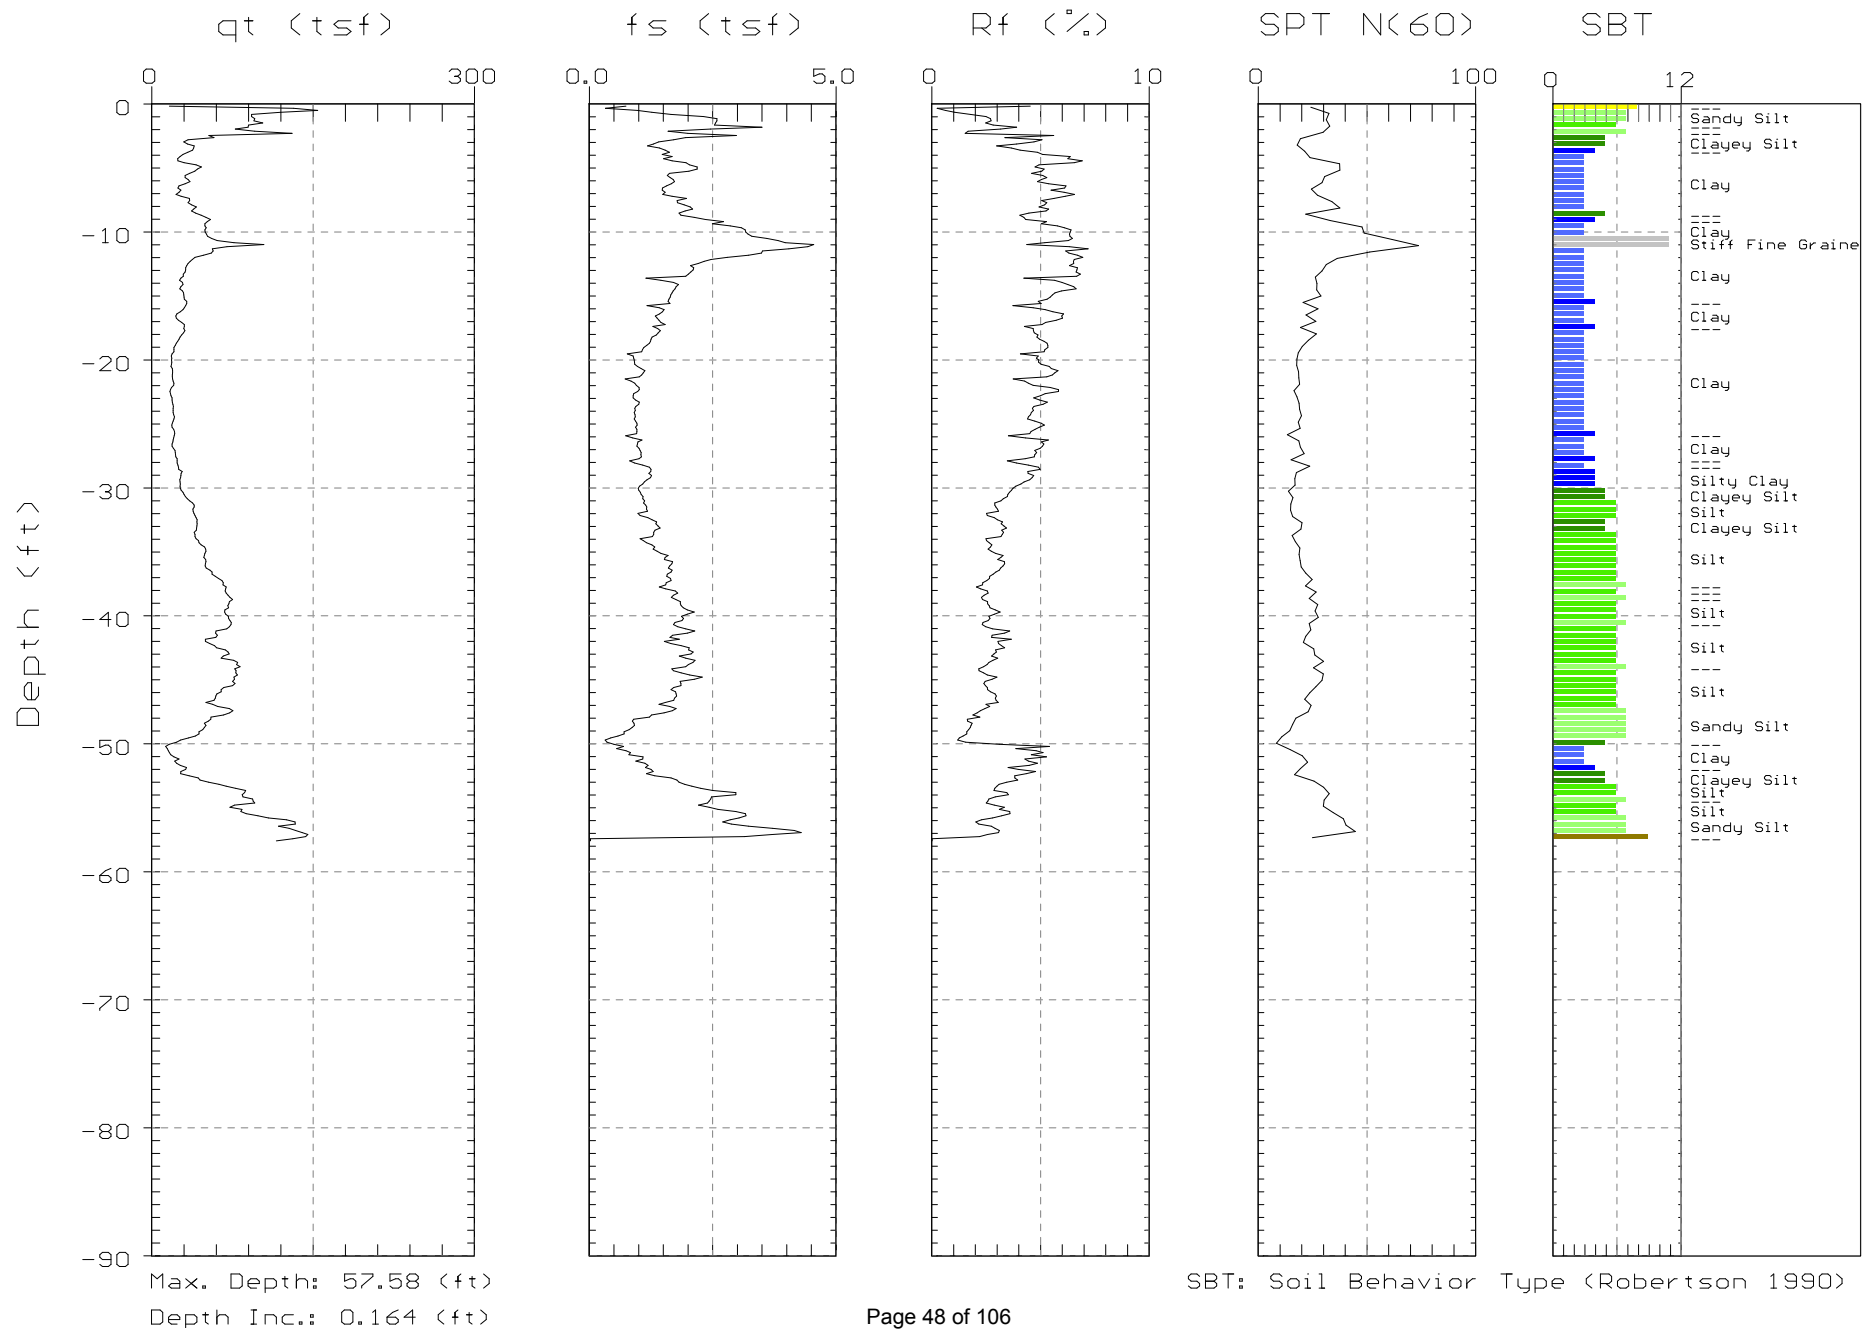 qt (tsf) fs (tsf) Rf (%) SPT N(60) SBT
0 300 0.0 5.0 0 10 0 100 0 12
0
-10
-20
-30
-40
-50
-60
-70
-80
-90
Depth (ft)
---
Sandy Silt
---
Clayey Silt
---
Clay
---
---
Clay
Stiff Fine Graine
Clay
---
Clay
---
Clay
---
Clay
---
---
Silty Clay
Clayey Silt
Silt
Clayey Silt
Silt
---
---
---
Silt
---
Silt
---
Silt
Sandy Silt
---
Clay
---
Clayey Silt
Silt
---
Silt
Sandy Silt
---
Max. Depth: 57.58 (ft)
Depth Inc.: 0.164 (ft)
SBT: Soil Behavior Type (Robertson 1990)
Page 48 of 106